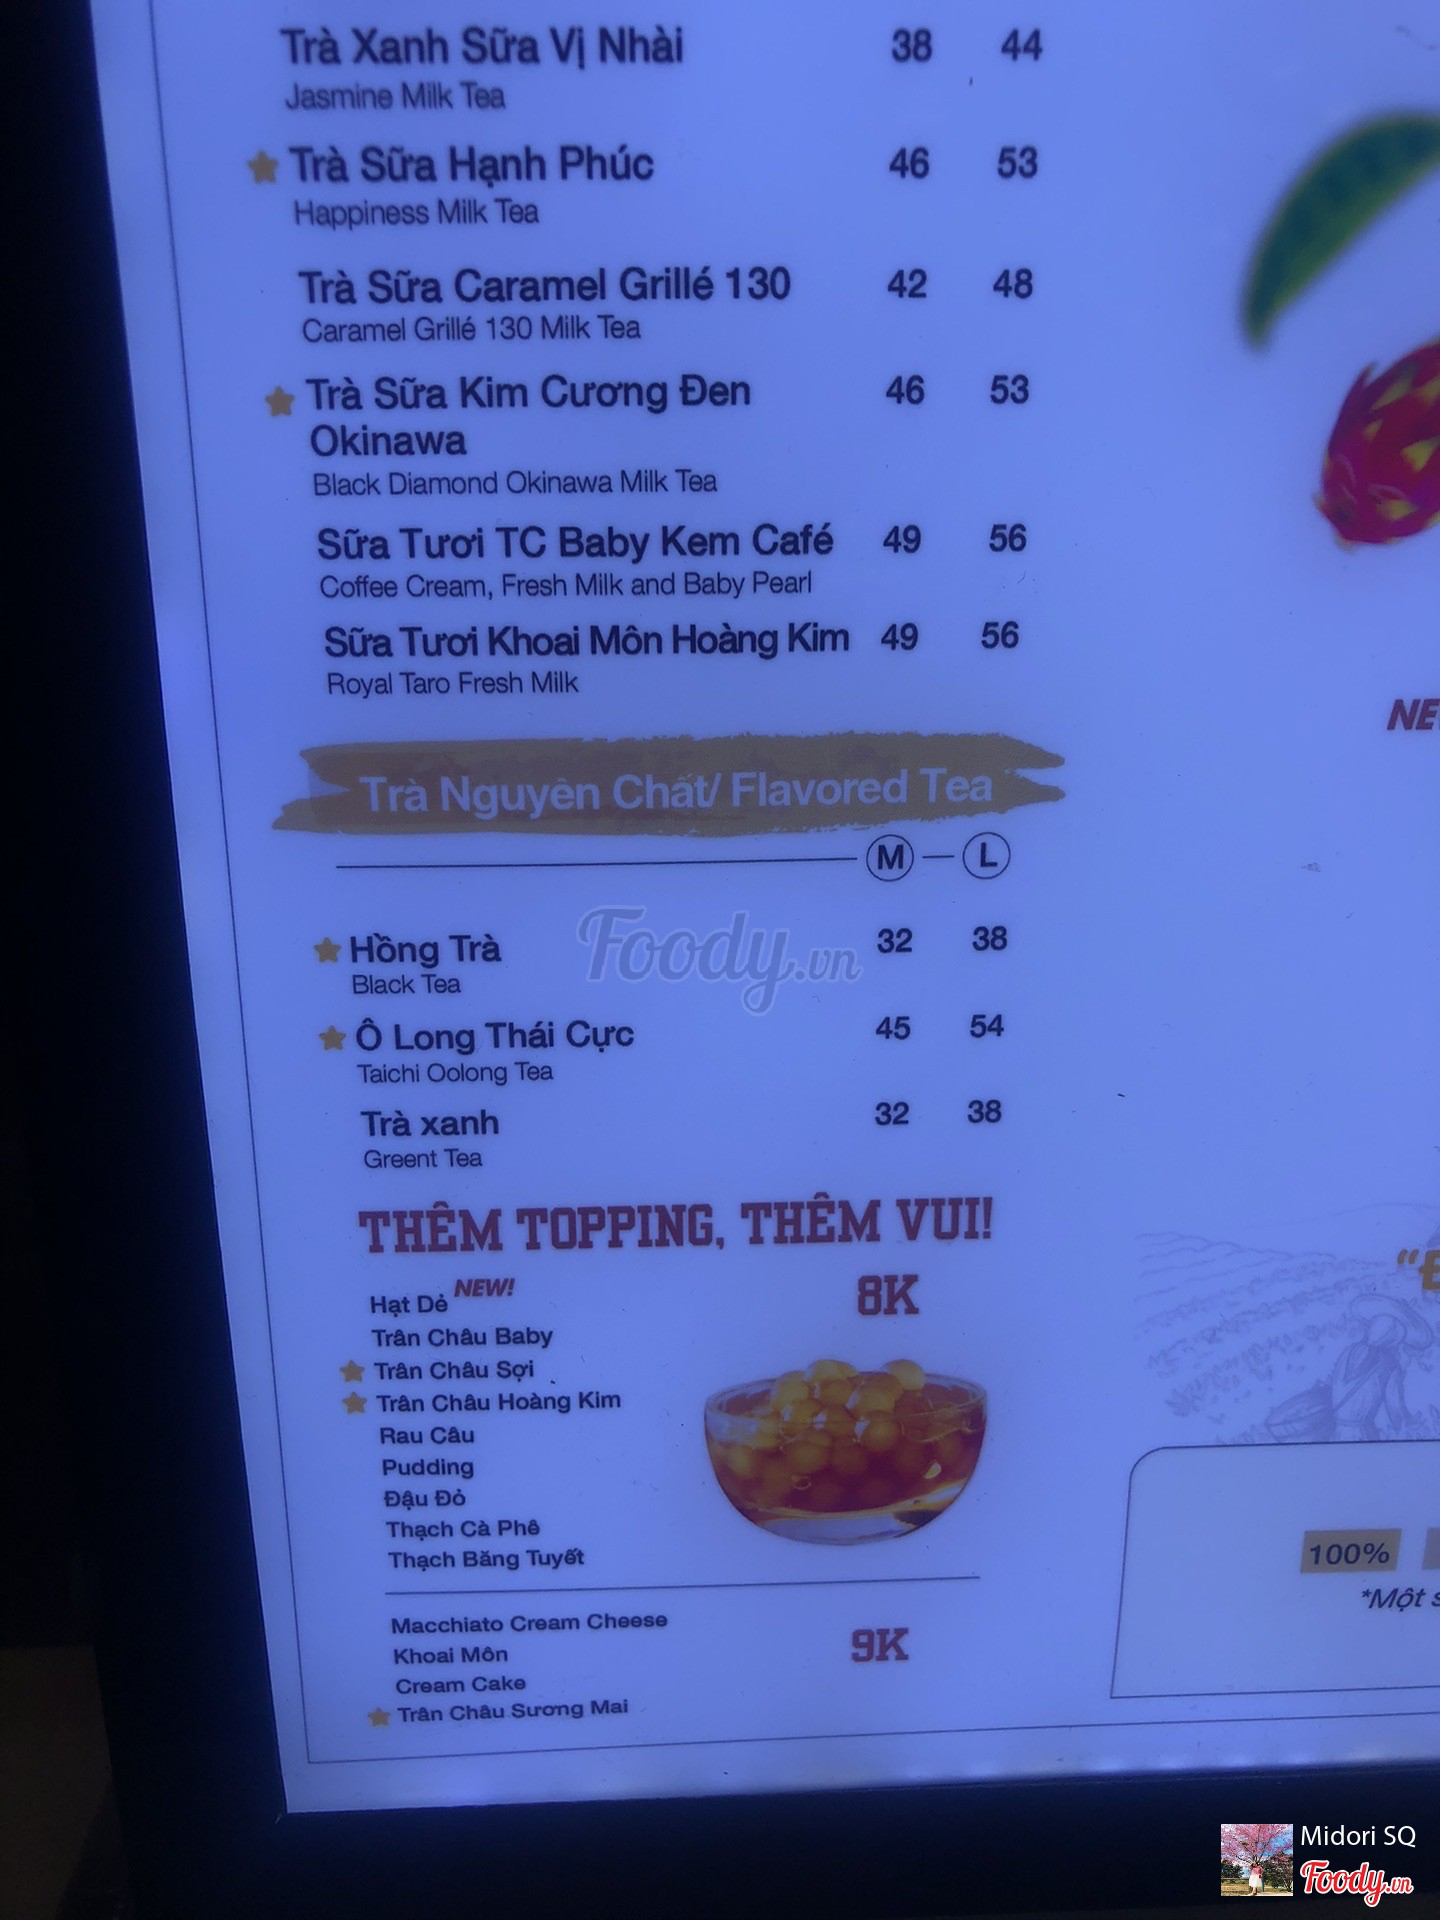 Trà Xanh Sữa Vị Nhài 38 44
Jasmine Milk Tea
Trà Sữa Hạnh Phúc 46 53
Happiness Milk Tea
Trà Sữa Caramel Grillé 130 42 48
Caramel Grillé 130 Milk Tea
Trà Sữa Kim Cương Đen 46 53
Okinawa
Black Diamond Okinawa Milk Tea
Sữa Tươi TC Baby Kem Café 49 56
Coffee Cream, Fresh Milk and Baby Pearl
Sữa Tươi Khoai Môn Hoàng Kim 49 56
Royal Taro Fresh Milk
Trà Nguyên Chất/ Flavored Tea
M L
Hồng Trà 32 38
Black Tea
Ô Long Thái Cực 45 54
Taichi Oolong Tea
Trà xanh 32 38
Greent Tea
THÊM TOPPING, THÊM VUI!
Hạt Dẻ NEW! 8K
Trân Châu Baby
Trân Châu Sợi
Trân Châu Hoàng Kim
Rau Câu
Pudding
Đậu Đỏ
Thạch Cà Phê
Thạch Băng Tuyết
Macchiato Cream Cheese
Khoai Môn 9K
Cream Cake
Trân Châu Sương Mai
100%
*Một
Foody.vn
Midori SQ
Foody.vn